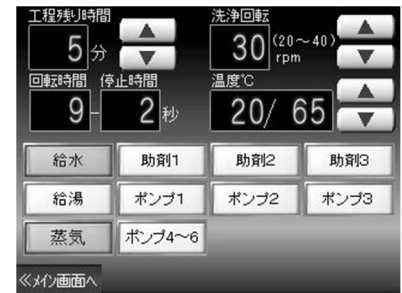 工程残り時間 洗浄回転
5 分 30 (20～40) rpm
回転時間 停止時間 温度℃
9 - 2 秒 20/ 65
給水 助剤1 助剤2 助剤3
給湯 ポンプ1 ポンプ2 ポンプ3
蒸気 ポンプ4～6
≪メイン画面へ